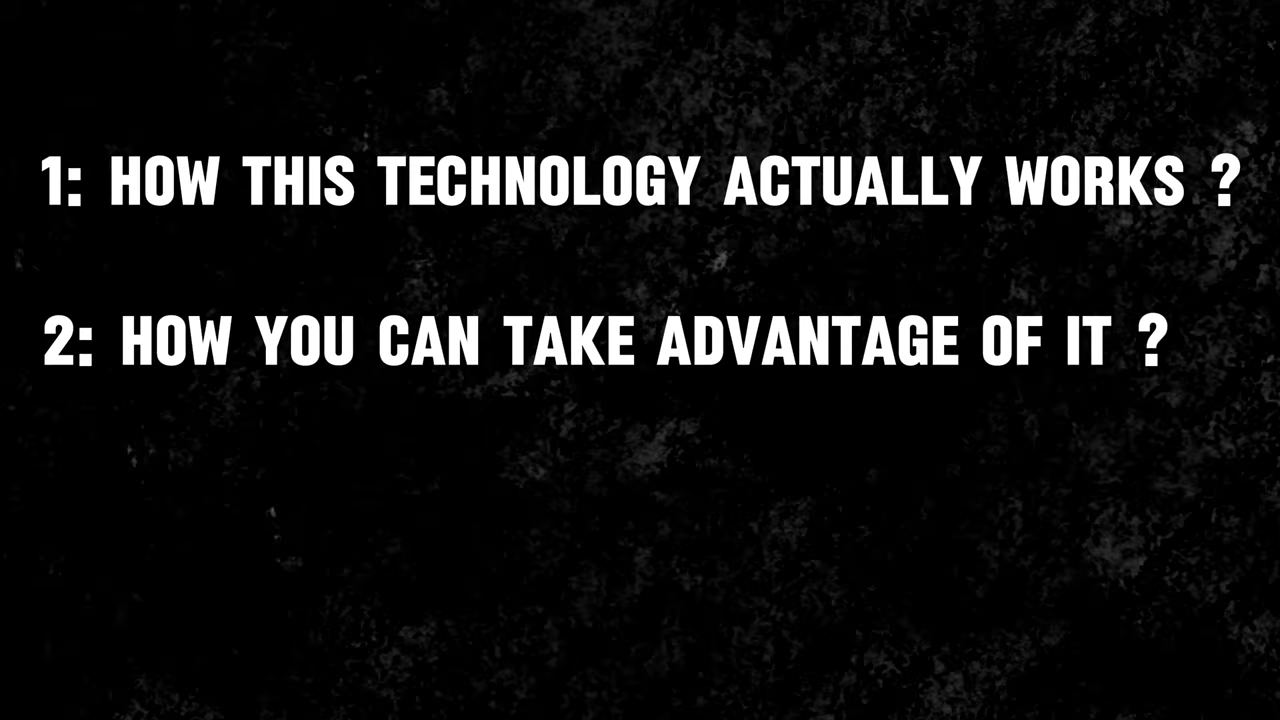 1: HOW THIS TECHNOLOGY ACTUALLY WORKS ?
2: HOW YOU CAN TAKE ADVANTAGE OF IT ?